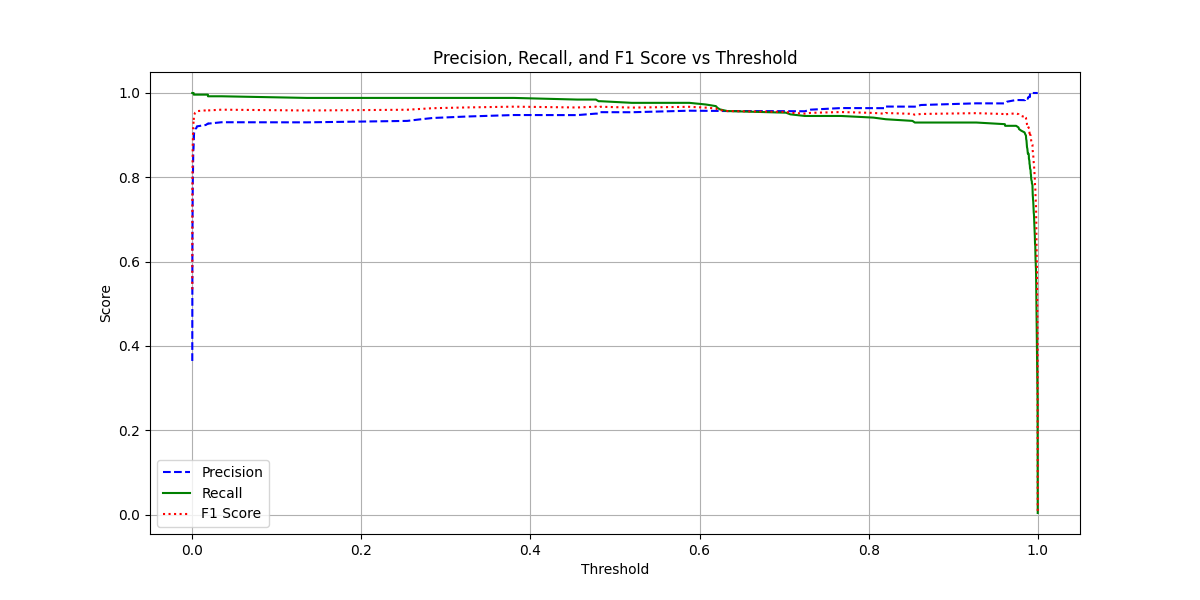 Precision, Recall, and F1 Score vs Threshold
1.0
0.8
0.6
0.4
0.2
0.0
Score
Precision
Recall
F1 Score
0.0 0.2 0.4 0.6 0.8 1.0
Threshold